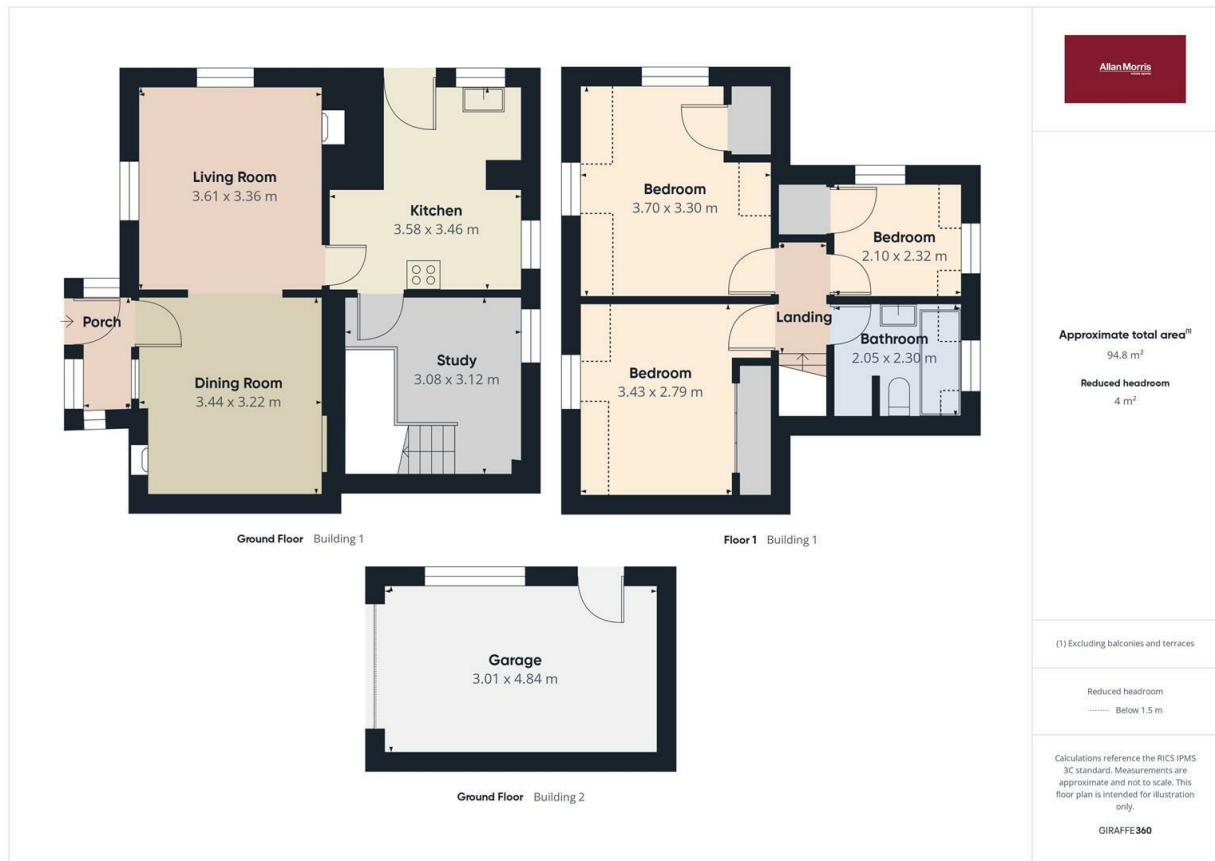 Living Room
3.61 x 3.36 m
Kitchen
3.58 x 3.46 m
Porch
Dining Room
3.44 x 3.22 m
Study
3.08 x 3.12 m
Ground Floor Building 1
Bedroom
3.70 x 3.30 m
Bedroom
2.10 x 2.32 m
Landing
Bathroom
2.05 x 2.30 m
Bedroom
3.43 x 2.79 m
Floor 1 Building 1
Garage
3.01 x 4.84 m
Ground Floor Building 2
Allan Morris
estate agents
Approximate total area(1)
94.8 m²
Reduced headroom
4 m²
(1) Excluding balconies and terraces
Reduced headroom
Below 1.5 m
Calculations reference the RICS IPMS
3C standard. Measurements are
approximate and not to scale. This
floor plan is intended for illustration
only.
GIRAFFE360